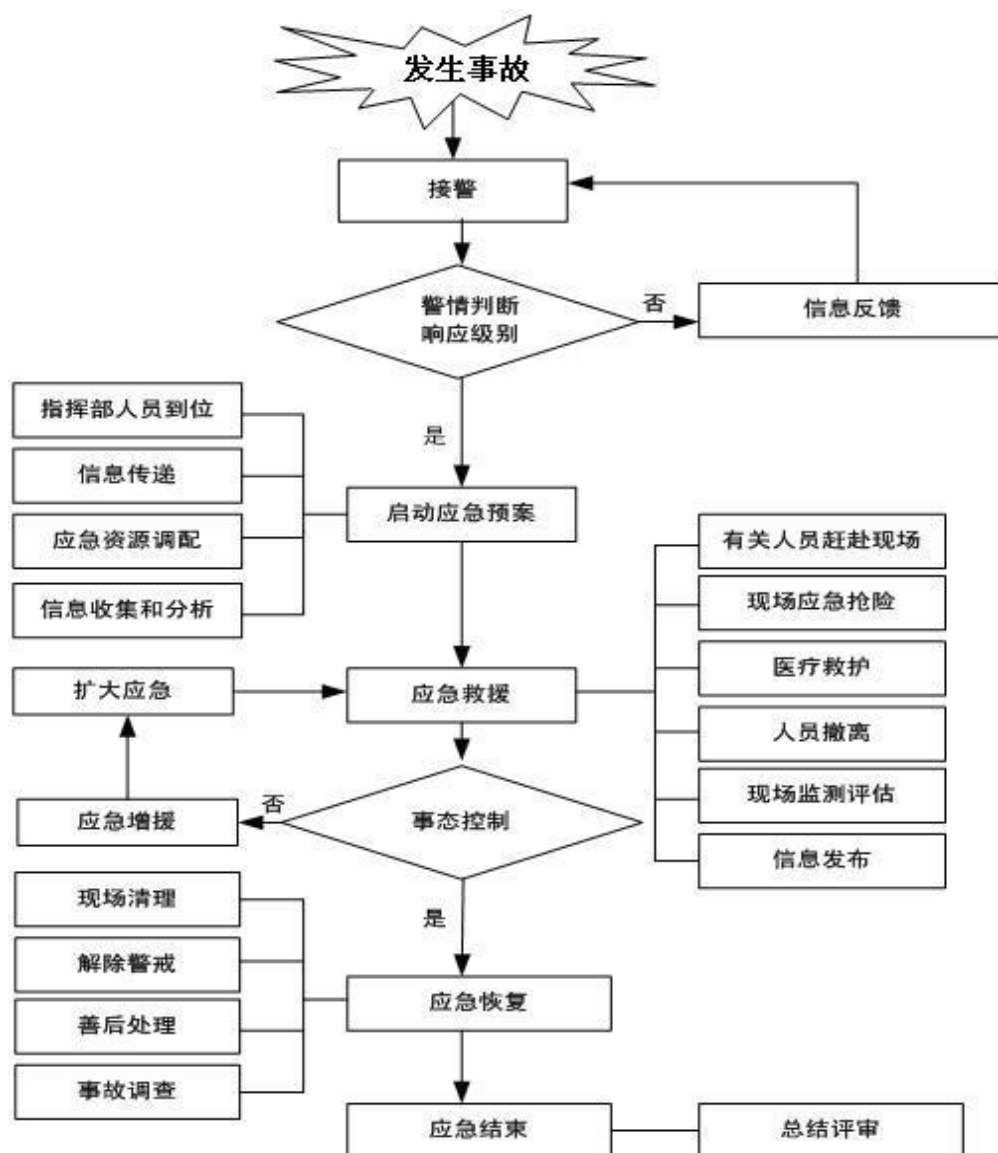 发生事故
接警
警情判断
响应级别
否
信息反馈
是
指挥部人员到位
信息传递
应急资源调配
信息收集和分析
启动应急预案
有关人员赶赴现场
现场应急抢险
医疗救护
人员撤离
现场监测评估
信息发布
扩大应急
应急救援
应急增援
否
事态控制
是
现场清理
解除警戒
善后处理
事故调查
应急恢复
应急结束
总结评审